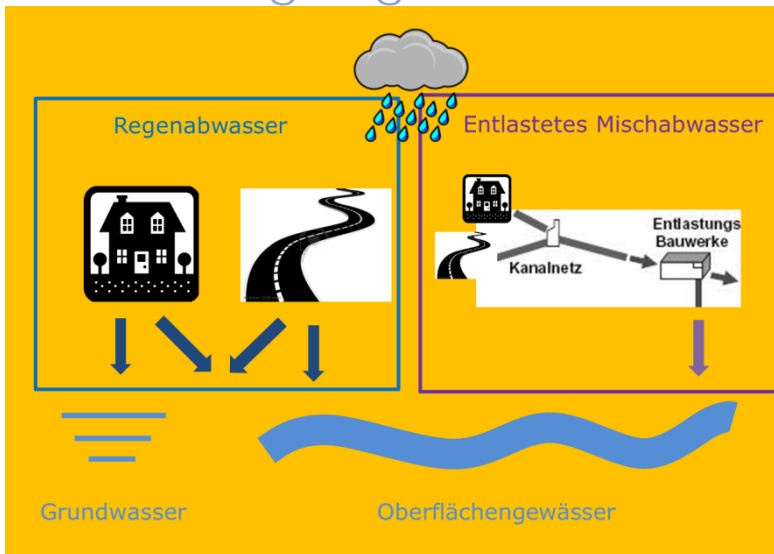 Regenabwasser
Entlastetes Mischabwasser
Entlastungs
Bauwerke
Kanalnetz
Grundwasser
Oberflächengewässer